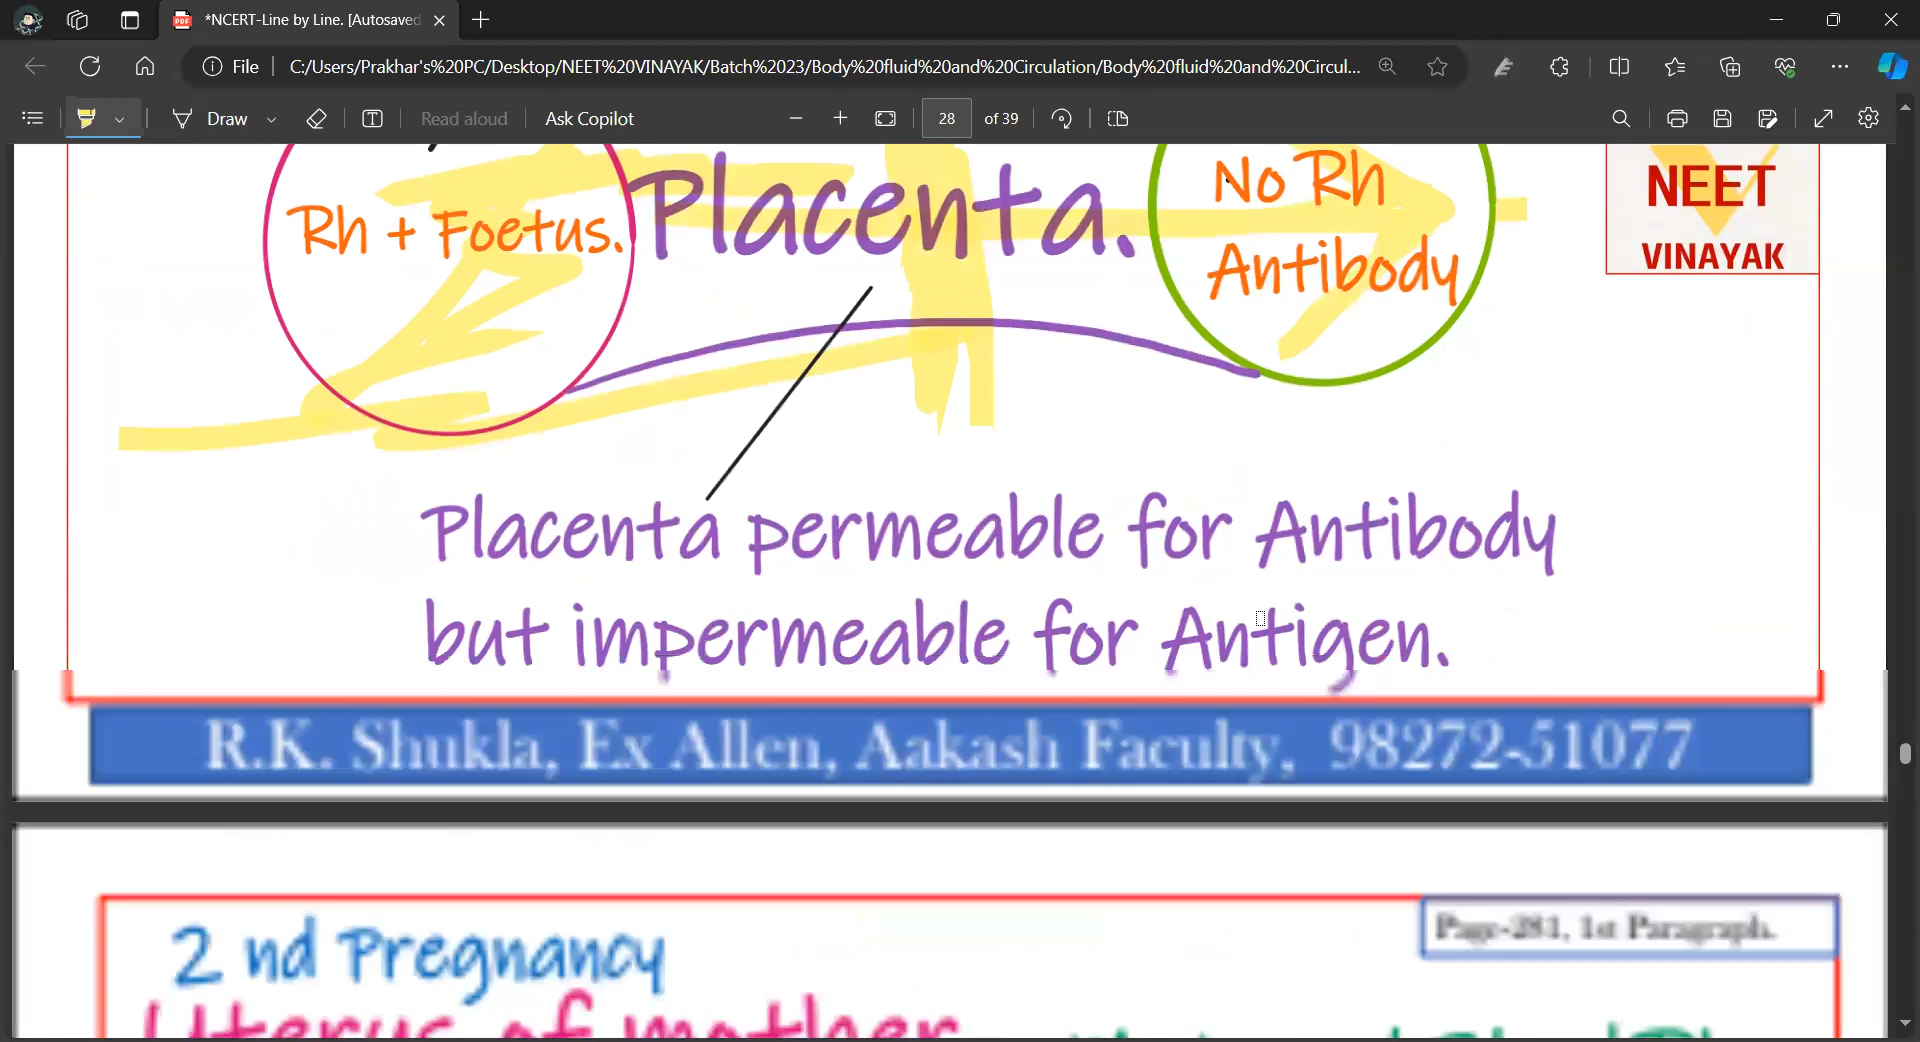 *NCERT-Line by Line. [Autosaved
File
C:/Users/Prakhar's%20PC/Desktop/NEET%20VINAYAK/Batch%2023/Body%20fluid%20and%20Circulation/Body%20fluid%20and%20Circul...
Draw
Read aloud
Ask Copilot
28 of 39
Rh + Foetus.
Placenta.
No Rh
Antibody
NEET
VINAYAK
Placenta permeable for Antibody
but impermeable for Antigen.
R.K. Shukla, Ex Allen, Aakash Faculty, 98272-51077
2 nd Pregnancy
Page-281, 1st Paragraph.
Uterus of mother